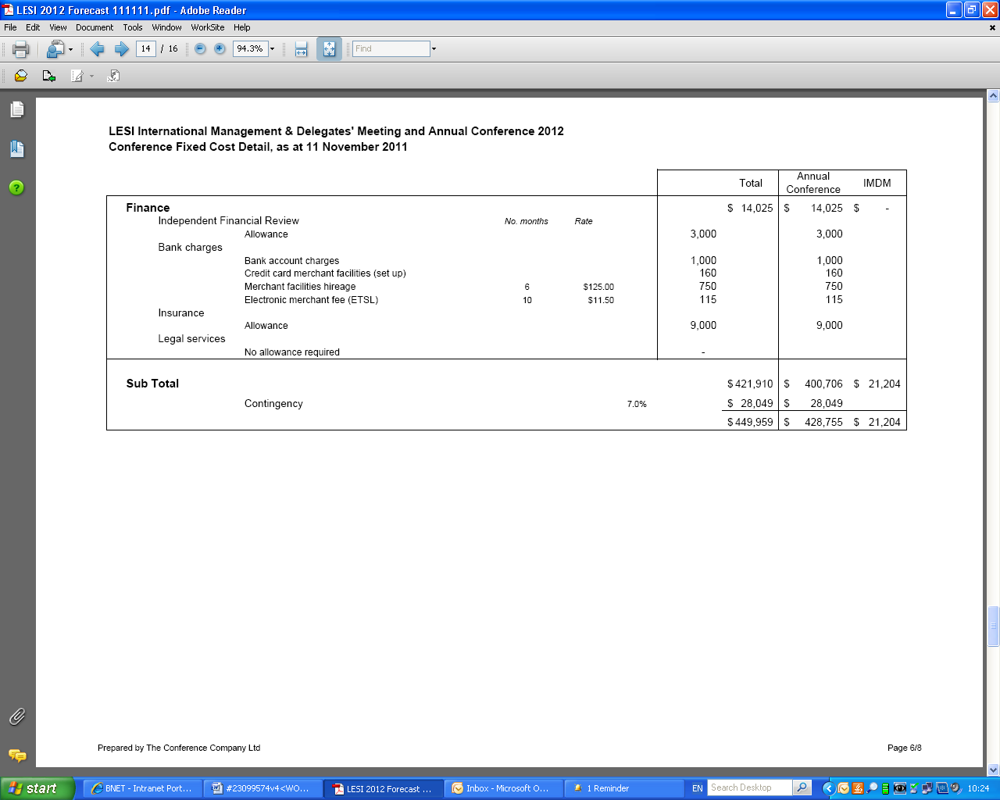 LESI 2012 Forecast 111111.pdf - Adobe Reader
File Edit View Document Tools Window WorkSite Help
14 / 16 94.3% Find
LESI International Management & Delegates' Meeting and Annual Conference 2012
Conference Fixed Cost Detail, as at 11 November 2011
Total Annual Conference IMDM
Finance $ 14,025 $ 14,025 $ -
Independent Financial Review No. months Rate
Allowance 3,000 3,000
Bank charges
Bank account charges 1,000 1,000
Credit card merchant facilities (set up) 160 160
Merchant facilities hireage 6 $125.00 750 750
Electronic merchant fee (ETSL) 10 $11.50 115 115
Insurance
Allowance 9,000 9,000
Legal services
No allowance required -
Sub Total $ 421,910 $ 400,706 $ 21,204
Contingency 7.0% $ 28,049 $ 28,049
$ 449,959 $ 428,755 $ 21,204
Prepared by The Conference Company Ltd Page 6/8
start BNET - Intranet Port... #23099574v4<WO... LESI 2012 Forecast ... Inbox - Microsoft O... 1 Reminder EN Search Desktop 10:24